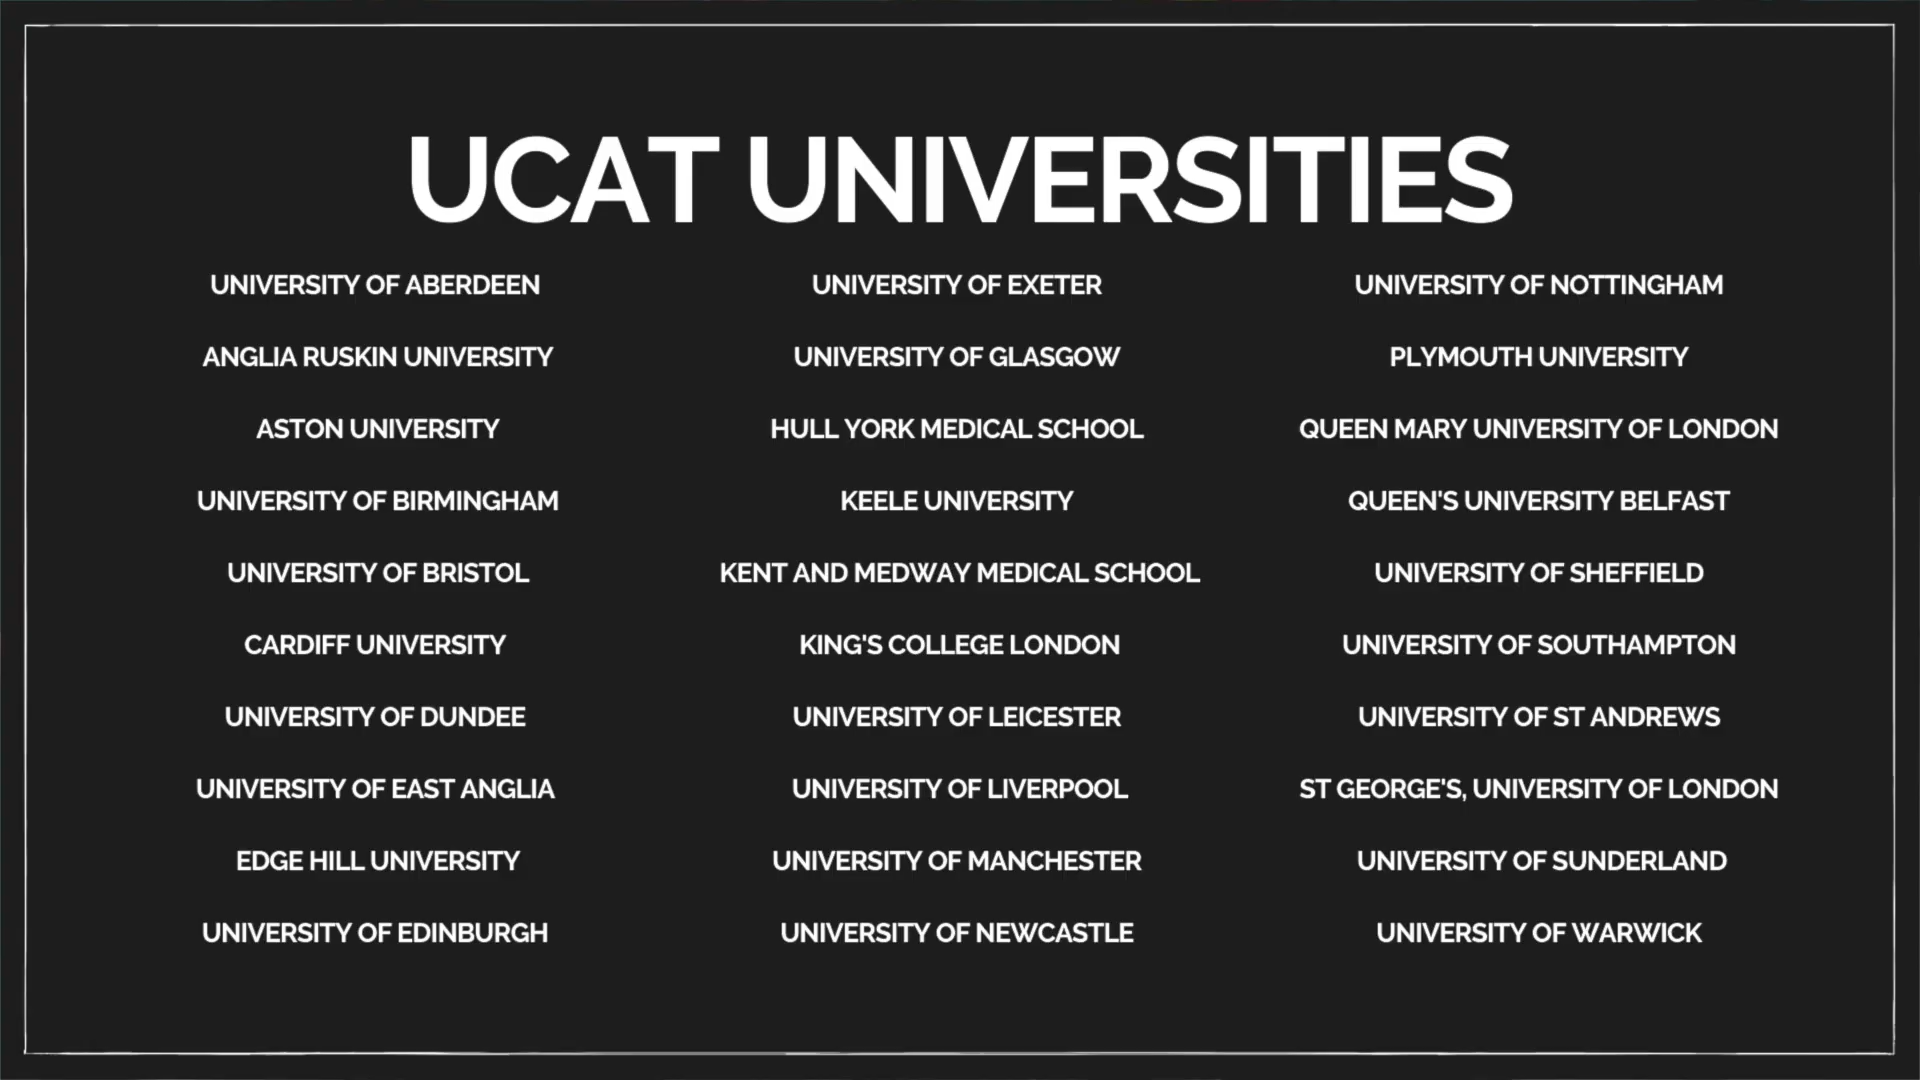 UCAT UNIVERSITIES
UNIVERSITY OF ABERDEEN
ANGLIA RUSKIN UNIVERSITY
ASTON UNIVERSITY
UNIVERSITY OF BIRMINGHAM
UNIVERSITY OF BRISTOL
CARDIFF UNIVERSITY
UNIVERSITY OF DUNDEE
UNIVERSITY OF EAST ANGLIA
EDGE HILL UNIVERSITY
UNIVERSITY OF EDINBURGH
UNIVERSITY OF EXETER
UNIVERSITY OF GLASGOW
HULL YORK MEDICAL SCHOOL
KEELE UNIVERSITY
KENT AND MEDWAY MEDICAL SCHOOL
KING'S COLLEGE LONDON
UNIVERSITY OF LEICESTER
UNIVERSITY OF LIVERPOOL
UNIVERSITY OF MANCHESTER
UNIVERSITY OF NEWCASTLE
UNIVERSITY OF NOTTINGHAM
PLYMOUTH UNIVERSITY
QUEEN MARY UNIVERSITY OF LONDON
QUEEN'S UNIVERSITY BELFAST
UNIVERSITY OF SHEFFIELD
UNIVERSITY OF SOUTHAMPTON
UNIVERSITY OF ST ANDREWS
ST GEORGE'S, UNIVERSITY OF LONDON
UNIVERSITY OF SUNDERLAND
UNIVERSITY OF WARWICK